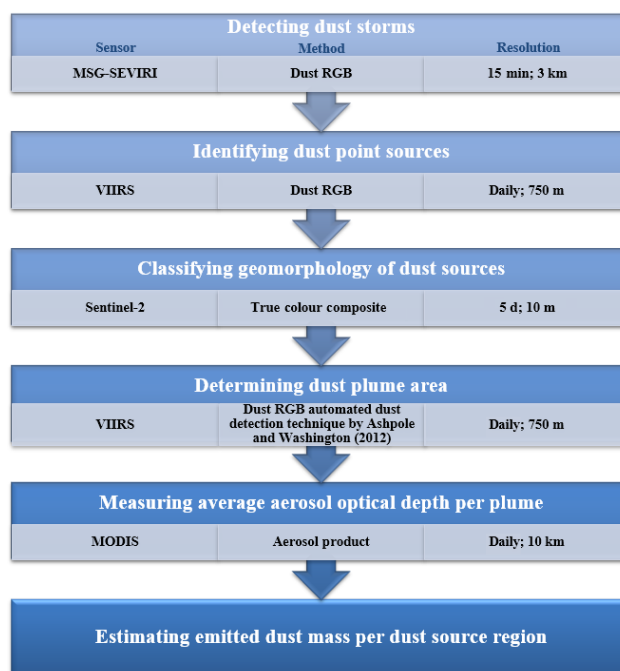 Detecting dust storms
Sensor Method Resolution
MSG-SEVIRI Dust RGB 15 min; 3 km
Identifying dust point sources
VIIRS Dust RGB Daily; 750 m
Classifying geomorphology of dust sources
Sentinel-2 True colour composite 5 d; 10 m
Determining dust plume area
Dust RGB automated dust
VIIRS detection technique by Ashpole Daily; 750 m
and Washington (2012)
Measuring average aerosol optical depth per plume
MODIS Aerosol product Daily; 10 km
Estimating emitted dust mass per dust source region